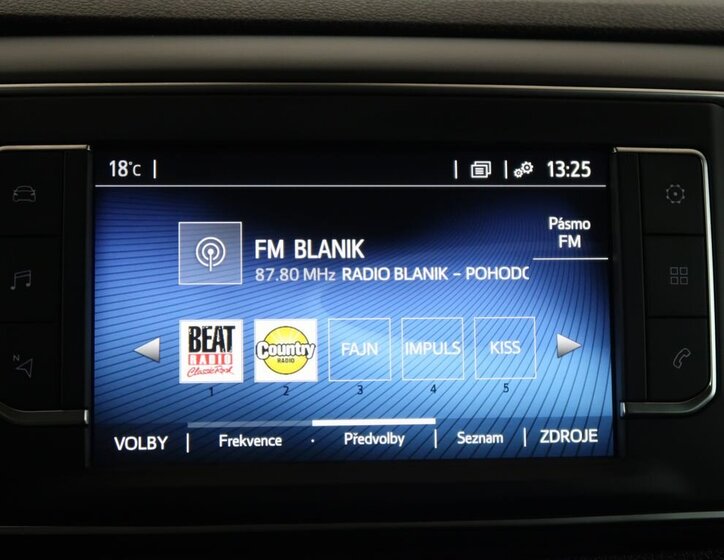 18°C
13:25
Pásmo
FM
FM BLANIK
87.80 MHz RADIO BLANIK - POHODC
BEAT
RADIO
Classic Rock
Country
RADIO
FAJN
IMPULS
KISS
1
2
3
4
5
VOLBY
Frekvence
Předvolby
Seznam
ZDROJE
N